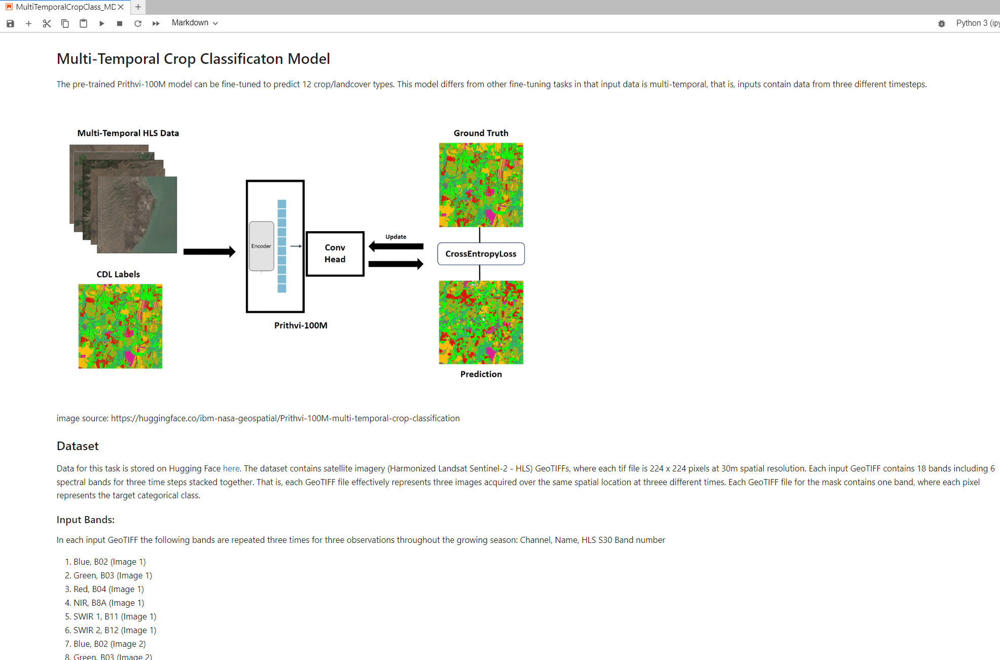 MultiTemporalCropClass_MD
Markdown
Python 3 (ipy
Multi-Temporal Crop Classificaton Model
The pre-trained Prithvi-100M model can be fine-tuned to predict 12 crop/landcover types. This model differs from other fine-tuning tasks in that input data is multi-temporal, that is, inputs contain data from three different timesteps.
Multi-Temporal HLS Data
Ground Truth
Encoder
Conv
Head
Update
CrossEntropyLoss
CDL Labels
Prithvi-100M
Prediction
image source: https://huggingface.co/ibm-nasa-geospatial/Prithvi-100M-multi-temporal-crop-classification
Dataset
Data for this task is stored on Hugging Face here. The dataset contains satellite imagery (Harmonized Landsat Sentinel-2 - HLS) GeoTIFFs, where each tif file is 224 x 224 pixels at 30m spatial resolution. Each input GeoTIFF contains 18 bands including 6
spectral bands for three time steps stacked together. That is, each GeoTIFF file effectively represents three images acquired over the same spatial location at threee different times. Each GeoTIFF file for the mask contains one band, where each pixel
represents the target categorical class.
Input Bands:
In each input GeoTIFF the following bands are repeated three times for three observations throughout the growing season: Channel, Name, HLS S30 Band number
1. Blue, B02 (Image 1)
2. Green, B03 (Image 1)
3. Red, B04 (Image 1)
4. NIR, B8A (Image 1)
5. SWIR 1, B11 (Image 1)
6. SWIR 2, B12 (Image 1)
7. Blue, B02 (Image 2)
8. Green, B03 (Image 2)